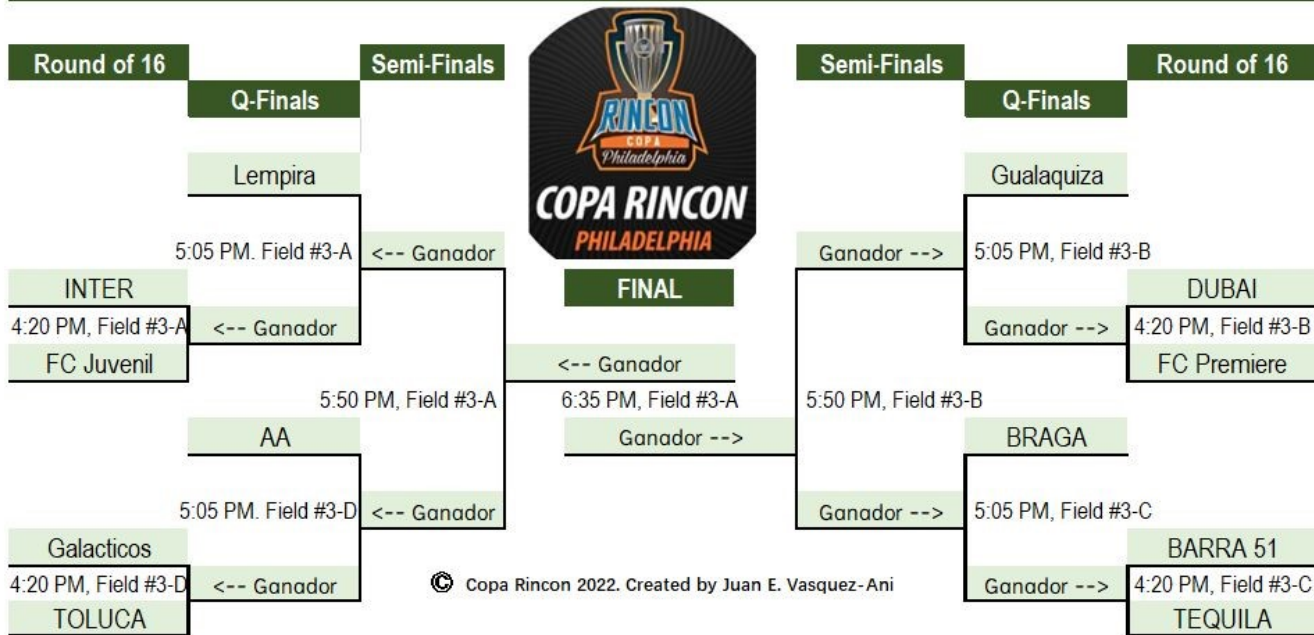 Round of 16
Semi-Finals
Semi-Finals
Round of 16
Q-Finals
Q-Finals
RINCON
COPA
Philadelphia
COPA RINCON
PHILADELPHIA
Lempira
Gualaquiza
5:05 PM. Field #3-A
<-- Ganador
Ganador -->
5:05 PM, Field #3-B
INTER
FINAL
DUBAI
4:20 PM, Field #3-A
<-- Ganador
Ganador -->
4:20 PM, Field #3-B
FC Juvenil
<-- Ganador
FC Premiere
5:50 PM, Field #3-A
6:35 PM, Field #3-A
5:50 PM, Field #3-B
AA
Ganador -->
BRAGA
5:05 PM. Field #3-D
<-- Ganador
Ganador -->
5:05 PM, Field #3-C
Galacticos
BARRA 51
4:20 PM, Field #3-D
<-- Ganador
© Copa Rincon 2022. Created by Juan E. Vasquez-Ani
Ganador -->
4:20 PM, Field #3-C
TOLUCA
TEQUILA